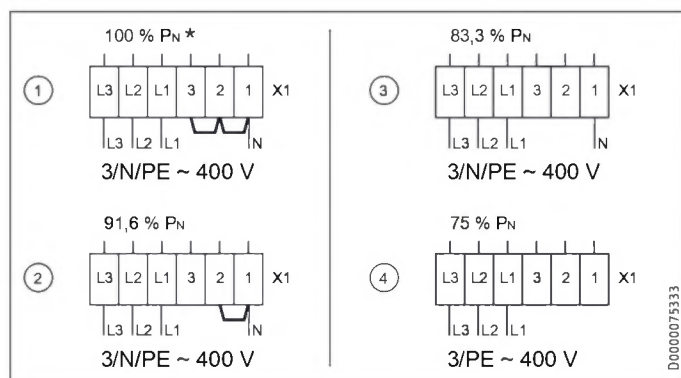 100 % PN *
1
L3 L2 L1 3 2 1 X1
L3 L2 L1 N
3/N/PE ~ 400 V
91,6 % PN
2
L3 L2 L1 3 2 1 X1
L3 L2 L1 N
3/N/PE ~ 400 V
83,3 % PN
3
L3 L2 L1 3 2 1 X1
L3 L2 L1 N
3/N/PE ~ 400 V
75 % PN
4
L3 L2 L1 3 2 1 X1
L3 L2 L1
3/PE ~ 400 V
D0000075333